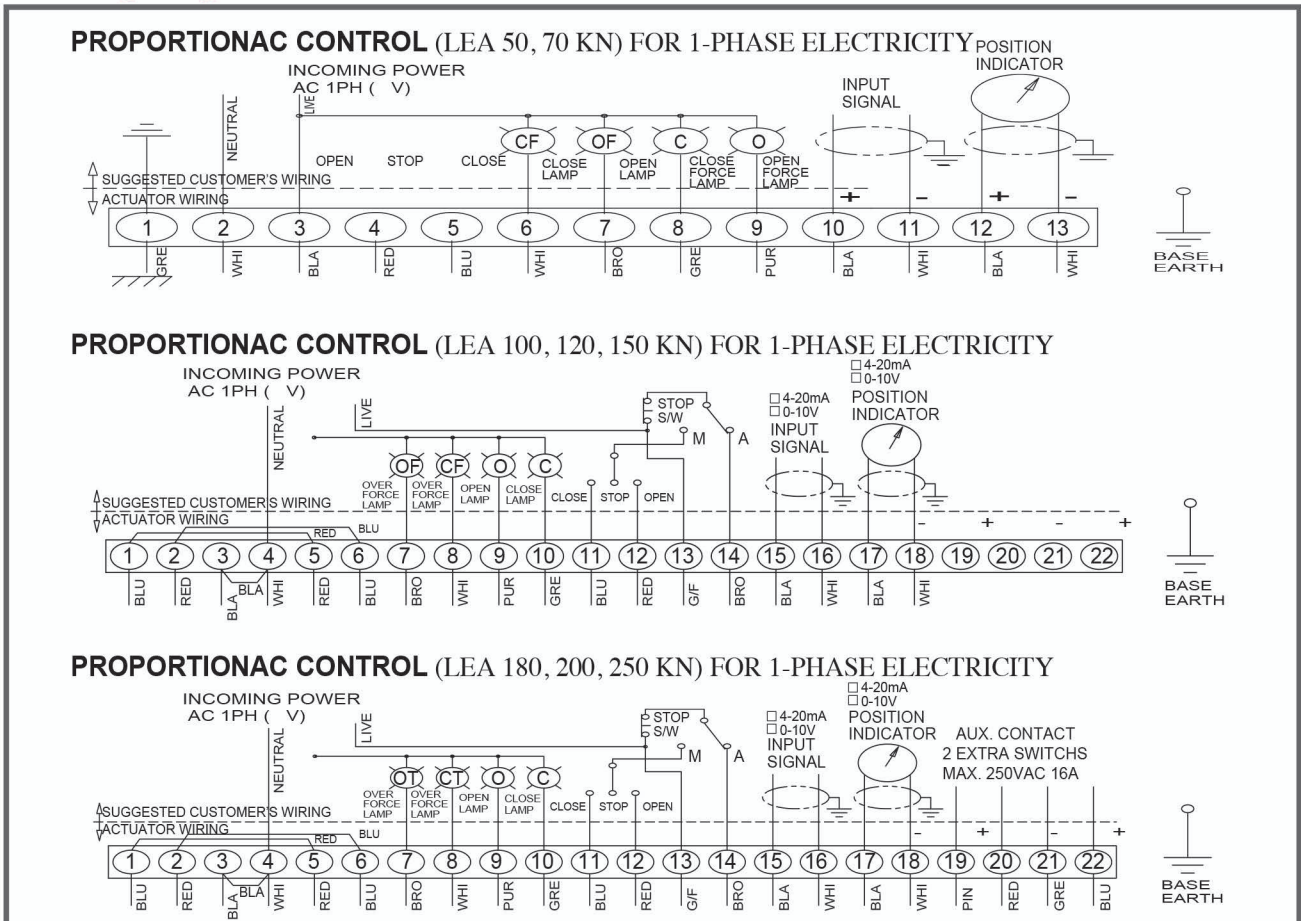 PROPORTIONAC CONTROL (LEA 50, 70 KN) FOR 1-PHASE ELECTRICITY
POSITION
INDICATOR
INCOMING POWER
AC 1PH ( V)
INPUT
SIGNAL
NEUTRAL
LIVE
CF OF C O
OPEN STOP CLOSE
CLOSE
LAMP
OPEN
LAMP
CLOSE
FORCE
LAMP
OPEN
FORCE
LAMP
SUGGESTED CUSTOMER'S WIRING
ACTUATOR WIRING
+ - + -
1 2 3 4 5 6 7 8 9 10 11 12 13
GRE WHI BLA RED BLU WHI BRO GRE PUR BLA WHI BLA WHI
BASE
EARTH
PROPORTIONAC CONTROL (LEA 100, 120, 150 KN) FOR 1-PHASE ELECTRICITY
INCOMING POWER
AC 1PH ( V)
NEUTRAL
LIVE
STOP
S/W
M A
4-20mA
0-10V
INPUT
SIGNAL
4-20mA
0-10V
POSITION
INDICATOR
OF CF O C
OVER
FORCE
LAMP
OVER
FORCE
LAMP
OPEN
LAMP
CLOSE
LAMP
CLOSE STOP OPEN
SUGGESTED CUSTOMER'S WIRING
ACTUATOR WIRING
RED BLU
- + - +
1 2 3 4 5 6 7 8 9 10 11 12 13 14 15 16 17 18 19 20 21 22
BLU RED BLA BLA WHI RED BLU BRO WHI PUR GRE BLU RED G/F BRO BLA WHI BLA WHI
BASE
EARTH
PROPORTIONAC CONTROL (LEA 180, 200, 250 KN) FOR 1-PHASE ELECTRICITY
INCOMING POWER
AC 1PH ( V)
NEUTRAL
LIVE
STOP
S/W
M A
4-20mA
0-10V
INPUT
SIGNAL
4-20mA
0-10V
POSITION
INDICATOR
AUX. CONTACT
2 EXTRA SWITCHS
MAX. 250VAC 16A
OT CT O C
OVER
FORCE
LAMP
OVER
FORCE
LAMP
OPEN
LAMP
CLOSE
LAMP
CLOSE STOP OPEN
SUGGESTED CUSTOMER'S WIRING
ACTUATOR WIRING
RED BLU
- + - +
1 2 3 4 5 6 7 8 9 10 11 12 13 14 15 16 17 18 19 20 21 22
BLU RED BLA BLA WHI RED BLU BRO WHI PUR GRE BLU RED G/F BRO BLA WHI BLA WHI PIN RED GRE BLU
BASE
EARTH